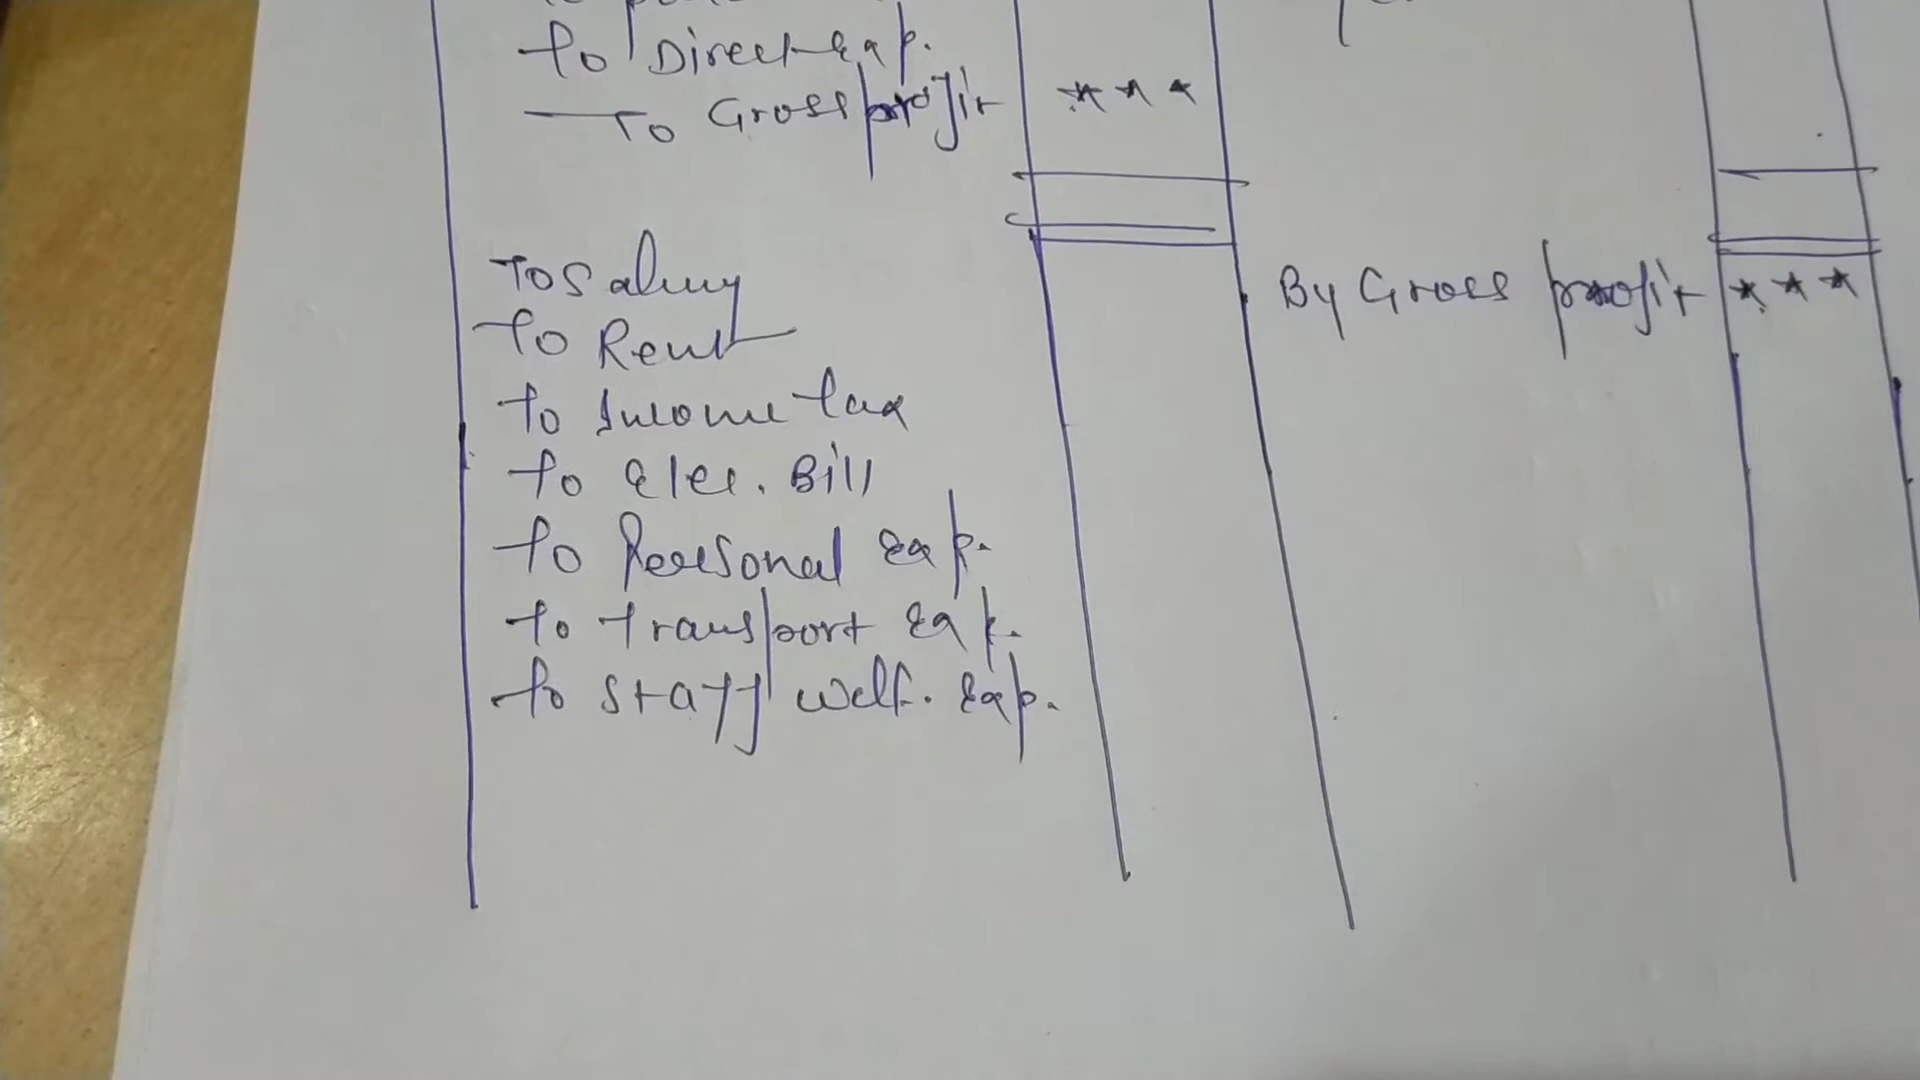 To Direct Exp.
To Gross profit ***
To Salary
By Gross profit ***
To Rent
To Income tax
To Elec. Bill
To Personal Exp.
To transport Exp.
To Staff welf. Exp.